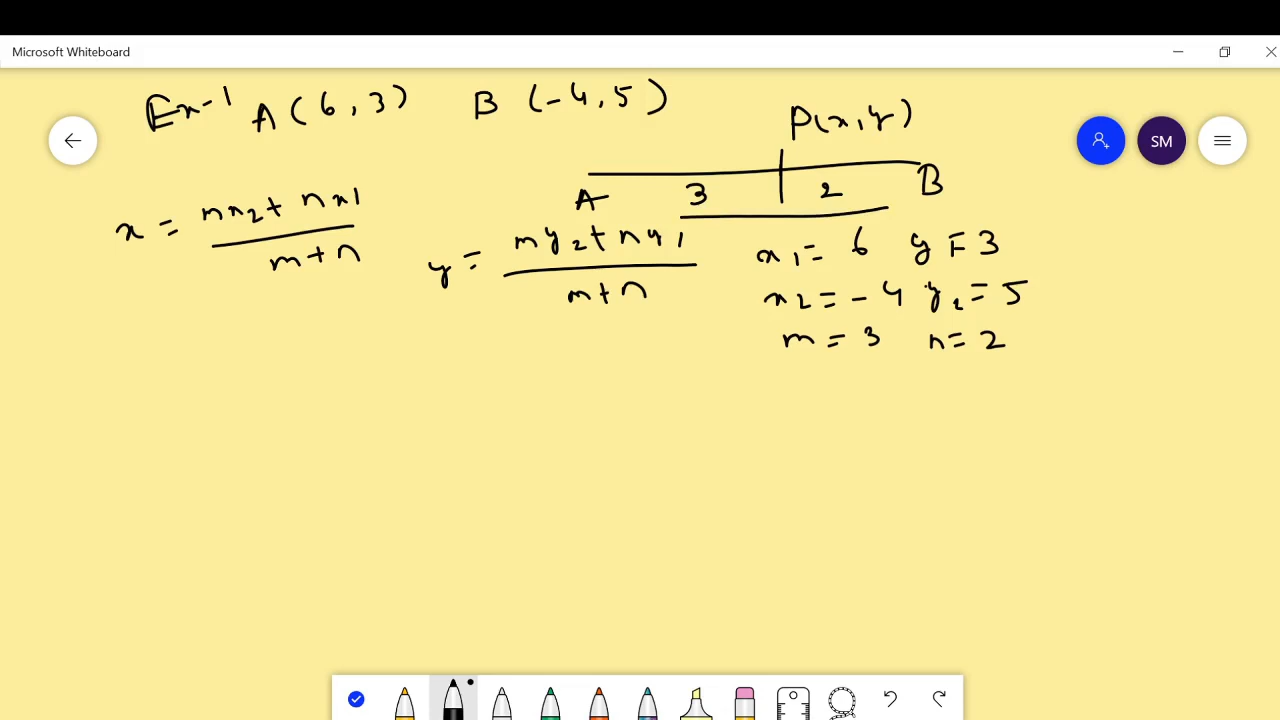 Microsoft Whiteboard
Ex-1 A (6, 3) B (-4, 5)
P(x, y)
SM
A 3 2 B
x = mx2 + nx1
m+n
y = my2 + ny1
m+n
x1 = 6 y1 = 3
x2 = -4 y2 = 5
m = 3 n = 2